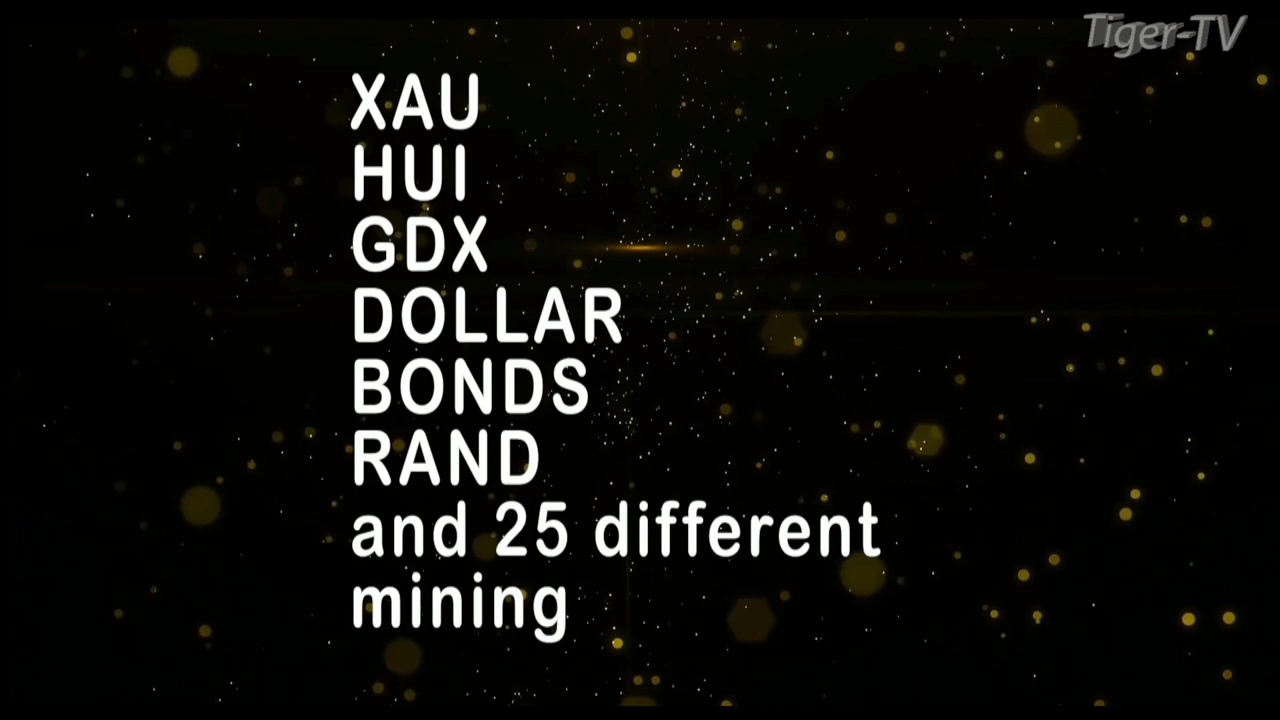 Tiger-TV
XAU
HUI
GDX
DOLLAR
BONDS
RAND
and 25 different
mining